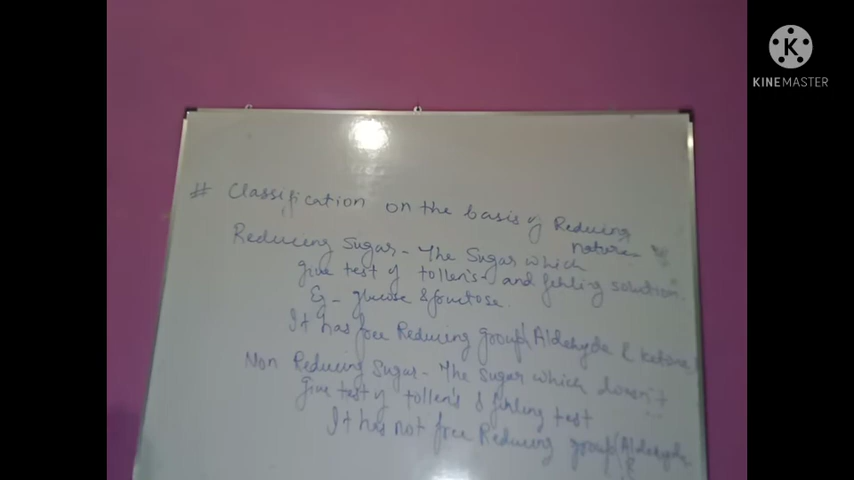 # Classification on the basis of Reducing
nature
Reducing Sugar - The Sugar which
give test of tollen's - and fehling solution.
Eg - glucose & fructose.
It has free Reducing group (Aldehyde & ketone)
Non Reducing Sugar - The Sugar which doesn't
give test of tollen's & fehling test
It has not free Reducing group (Aldehyde
&
K
KINEMASTER